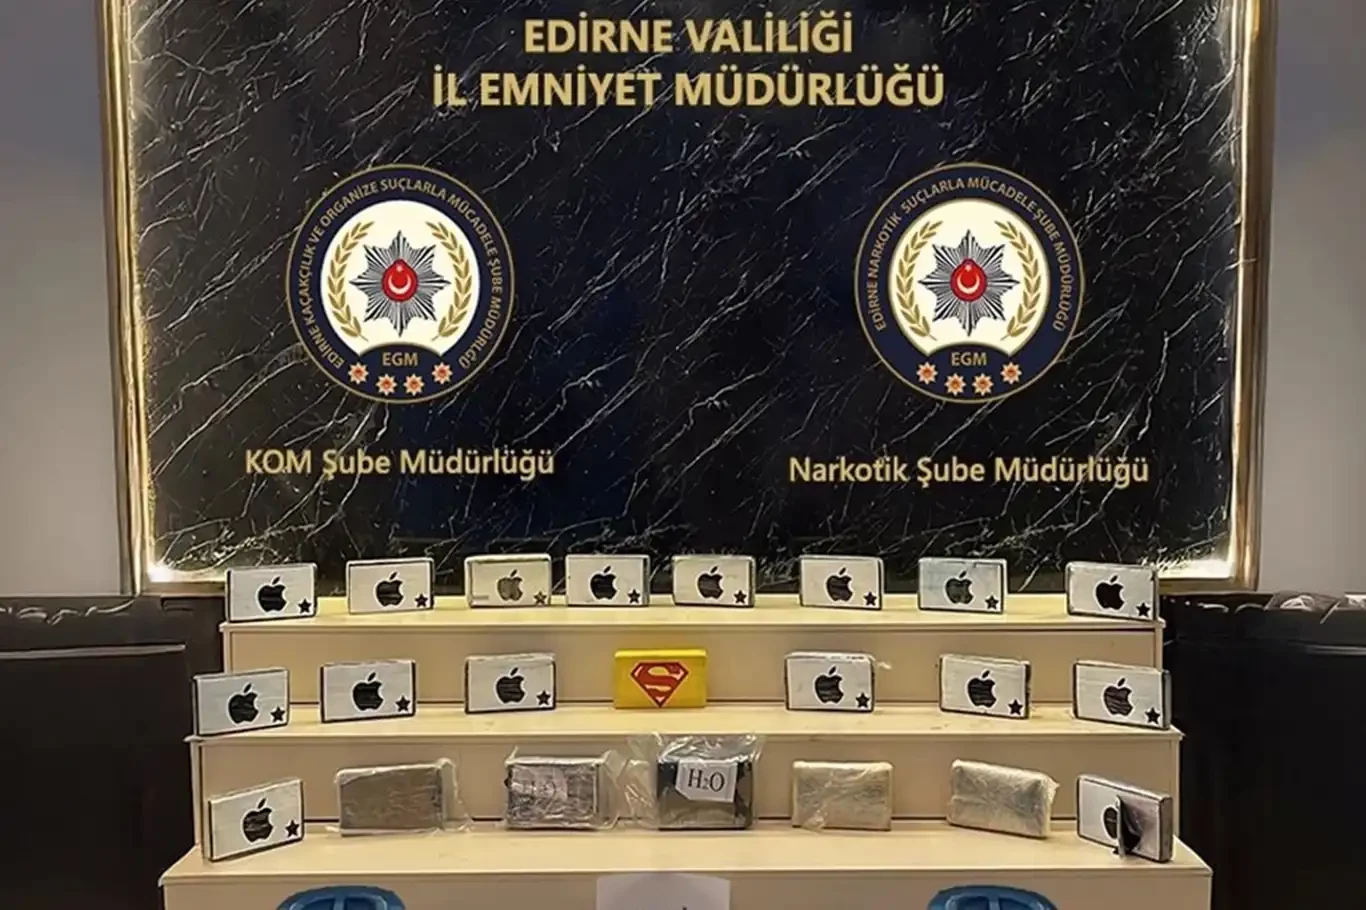 EDİRNE VALİLİĞİ
İL EMNİYET MÜDÜRLÜĞÜ
EDİRNE KAÇAKÇILIK VE ORGANİZE SUÇLARLA MÜCADELE ŞUBE MÜDÜRLĞÜ
EGM
EDİRNE NARKOTİK SUÇLARLA MÜCADELE ŞUBE MÜDÜRLÜĞÜ
EGM
KOM Şube Müdürlüğü
Narkotik Şube Müdürlüğü
S
H₂O